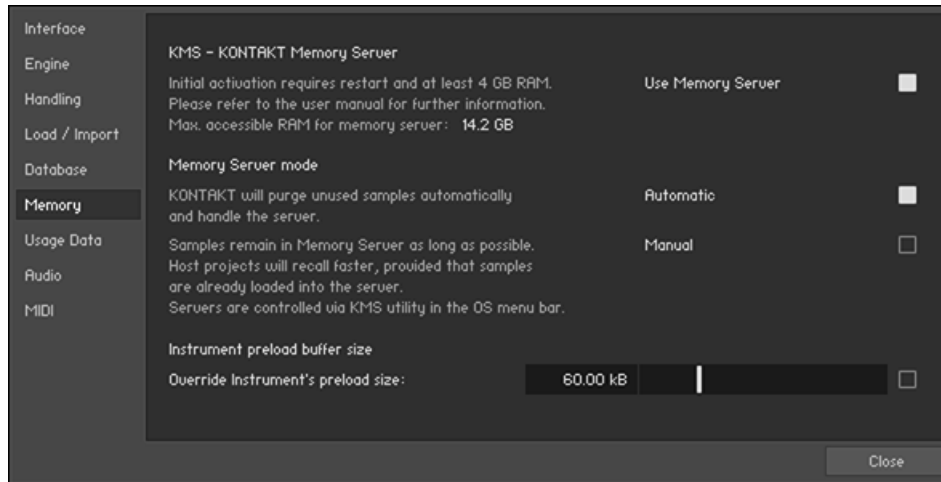 Interface
Engine
Handling
Load / Import
Database
Memory
Usage Data
Audio
MIDI
KMS - KONTAKT Memory Server
Initial activation requires restart and at least 4 GB RAM.
Use Memory Server
Please refer to the user manual for further information.
Max. accessible RAM for memory server: 14.2 GB
Memory Server mode
KONTAKT will purge unused samples automatically
Automatic
and handle the server.
Samples remain in Memory Server as long as possible.
Manual
Host projects will recall faster, provided that samples
are already loaded into the server.
Servers are controlled via KMS utility in the OS menu bar.
Instrument preload buffer size
Override Instrument's preload size: 60.00 kB
Close